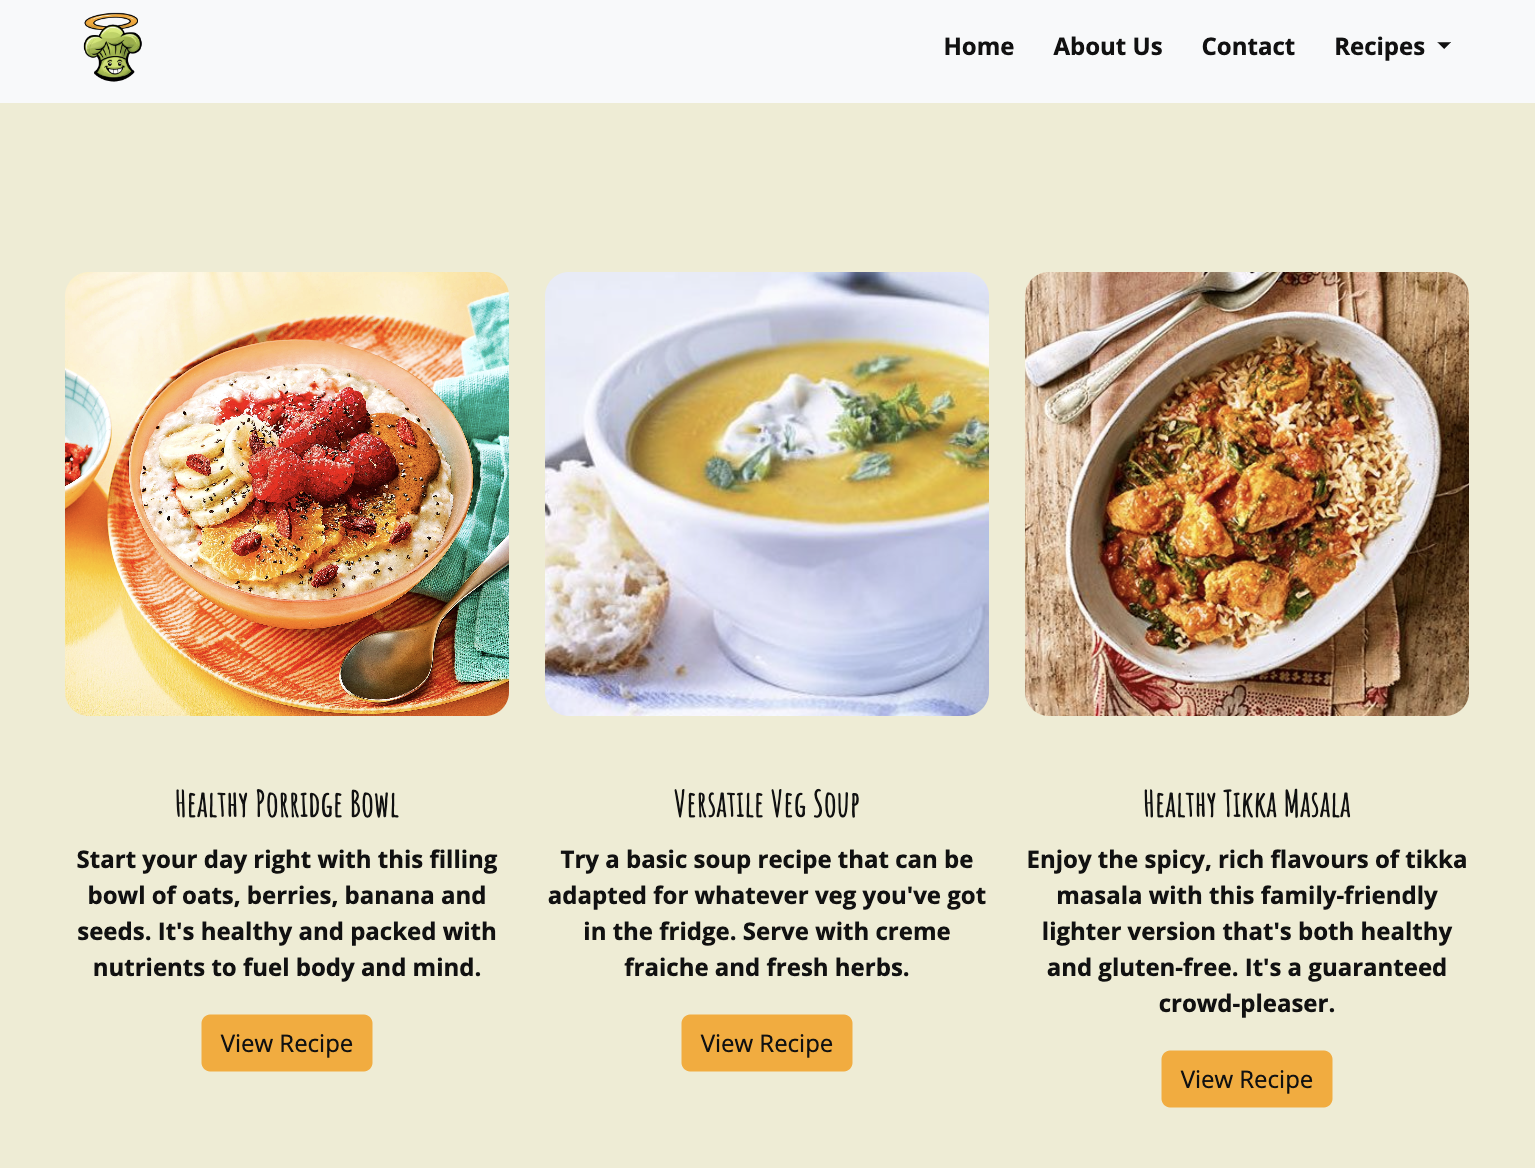 Home About Us Contact Recipes
Healthy Porridge Bowl
Start your day right with this filling
bowl of oats, berries, banana and
seeds. It's healthy and packed with
nutrients to fuel body and mind.
View Recipe
Versatile Veg Soup
Try a basic soup recipe that can be
adapted for whatever veg you've got
in the fridge. Serve with creme
fraiche and fresh herbs.
View Recipe
Healthy Tikka Masala
Enjoy the spicy, rich flavours of tikka
masala with this family-friendly
lighter version that's both healthy
and gluten-free. It's a guaranteed
crowd-pleaser.
View Recipe